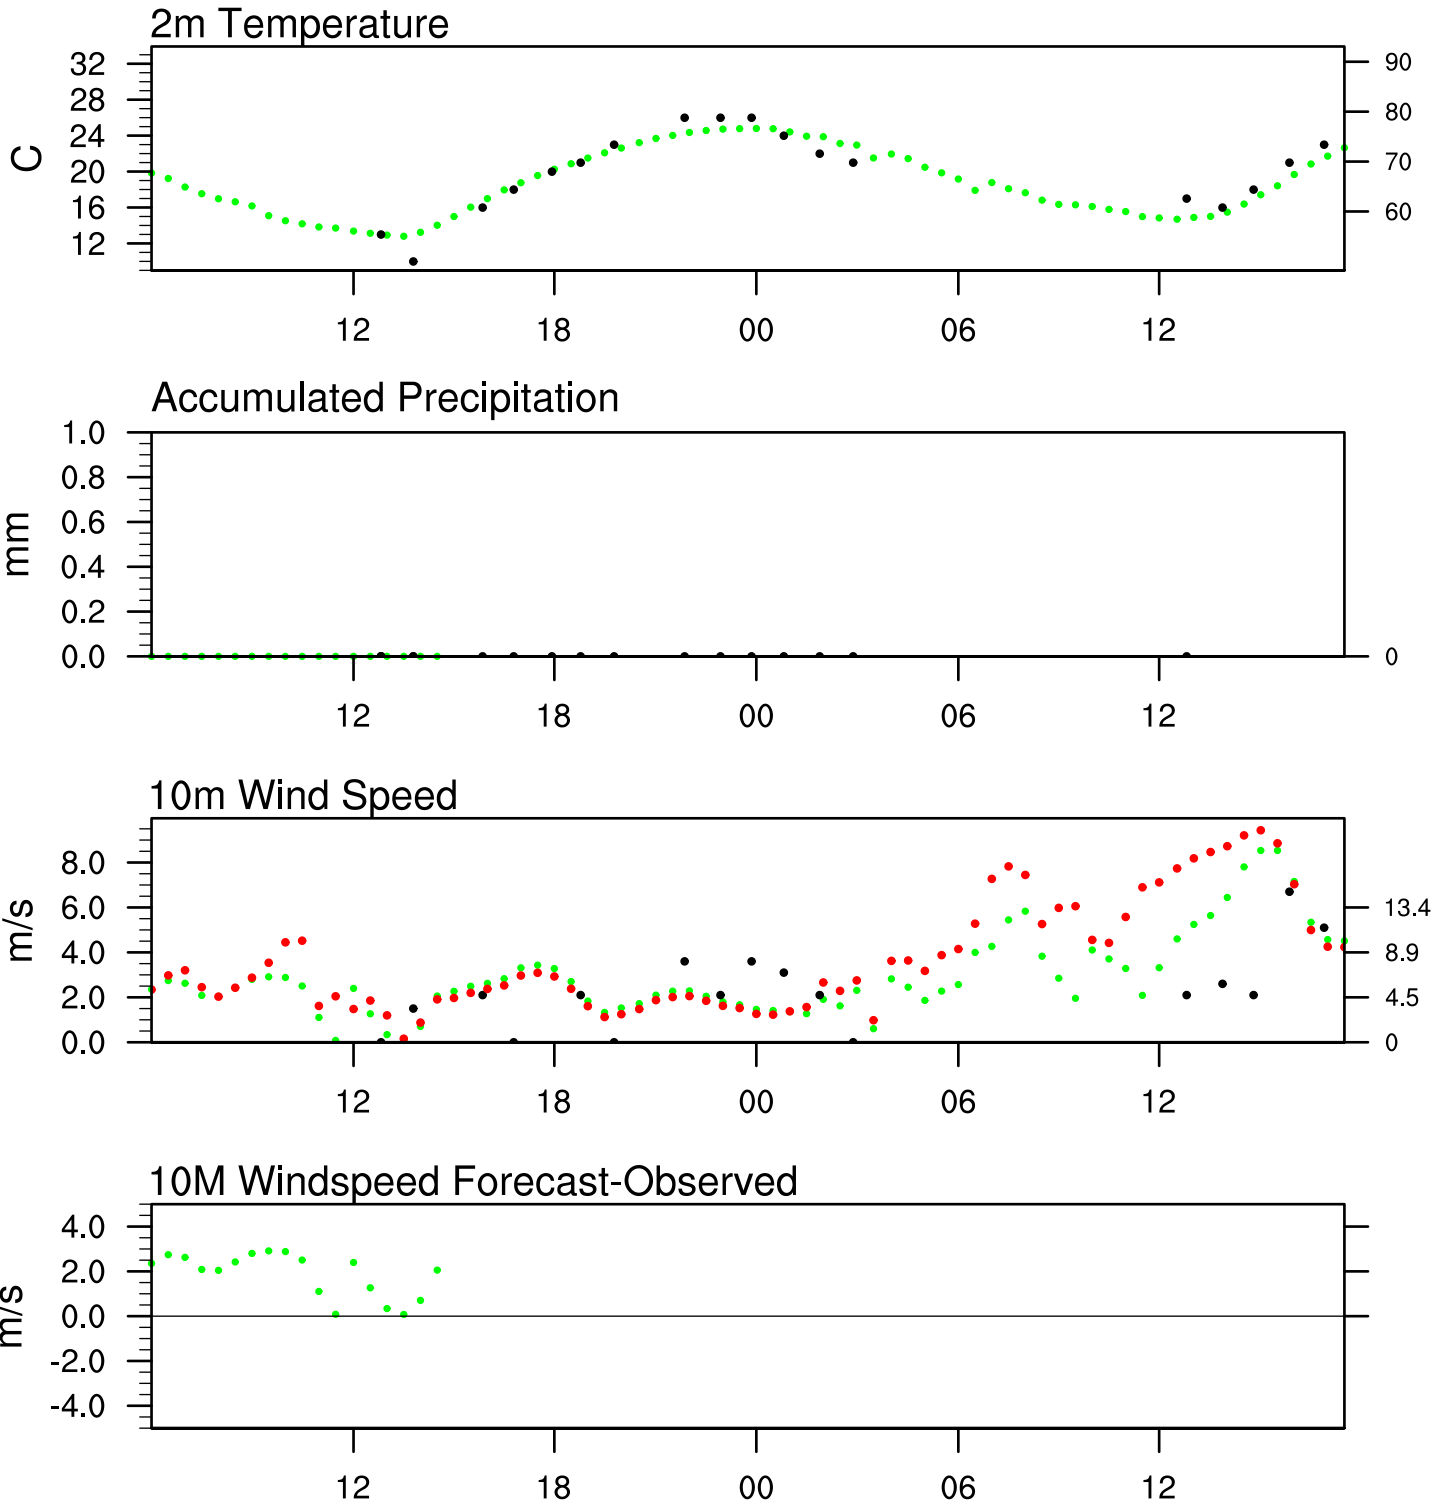 2m Temperature
32
28
24
20
16
12
C
90
80
70
60
12 18 00 06 12
Accumulated Precipitation
1.0
0.8
0.6
0.4
0.2
0.0
mm
0
12 18 00 06 12
10m Wind Speed
8.0
6.0
4.0
2.0
0.0
m/s
13.4
8.9
4.5
0
12 18 00 06 12
10M Windspeed Forecast-Observed
4.0
2.0
0.0
-2.0
-4.0
m/s
12 18 00 06 12